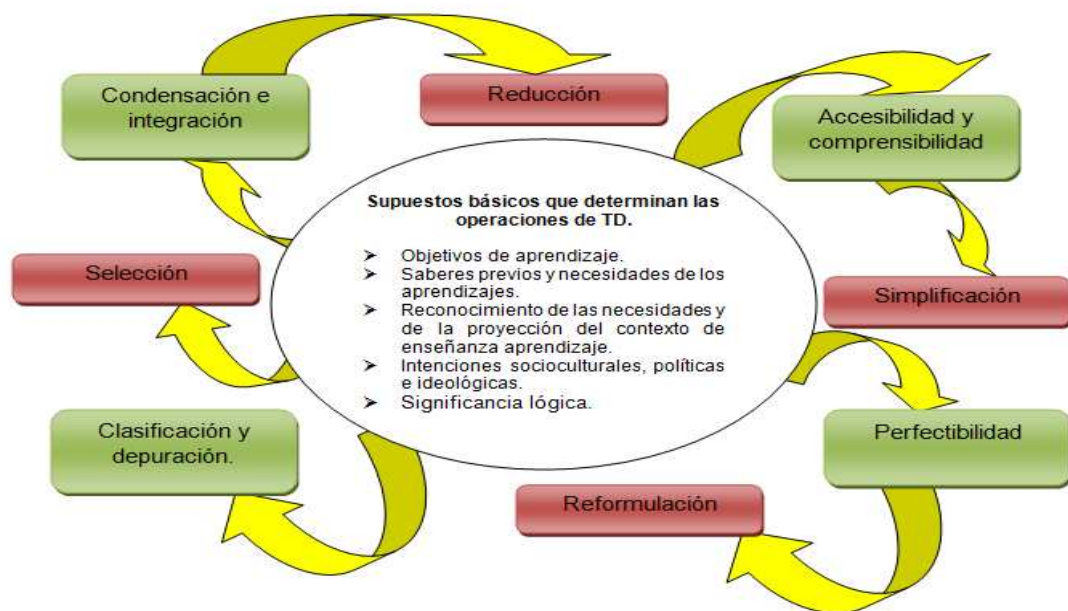 Condensación e
integración
Reducción
Accesibilidad y
comprensibilidad
Supuestos básicos que determinan las
operaciones de TD.
➤ Objetivos de aprendizaje.
➤ Saberes previos y necesidades de los
aprendizajes.
➤ Reconocimiento de las necesidades y
de la proyección del contexto de
enseñanza aprendizaje.
➤ Intenciones socioculturales, políticas
e ideológicas.
➤ Significancia lógica.
Selección
Simplificación
Clasificación y
depuración.
Perfectibilidad
Reformulación